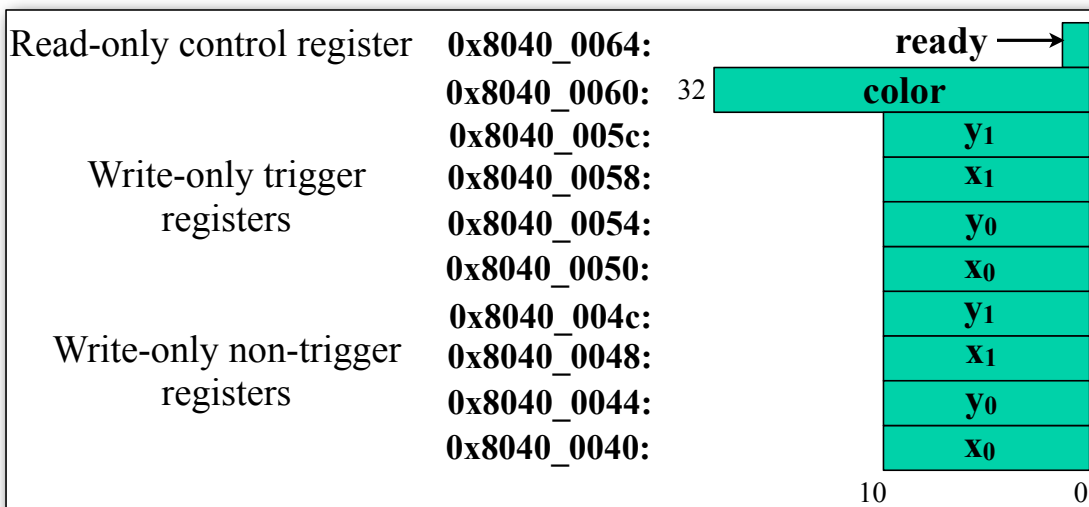 Read-only control register 0x8040_0064: ready
0x8040_0060: 32 color
0x8040_005c: y1
Write-only trigger 0x8040_0058: x1
registers 0x8040_0054: y0
0x8040_0050: x0
0x8040_004c: y1
Write-only non-trigger 0x8040_0048: x1
registers 0x8040_0044: y0
0x8040_0040: x0
10 0